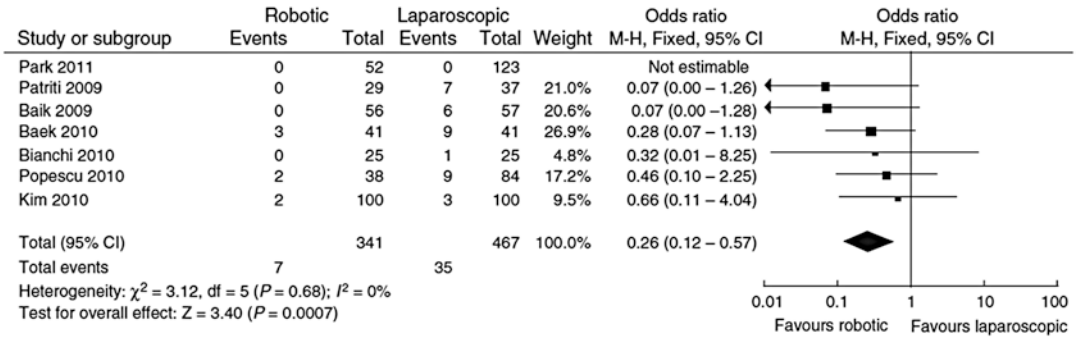 Robotic Laparoscopic Odds ratio Odds ratio
Study or subgroup Events Total Events Total Weight M-H, Fixed, 95% CI M-H, Fixed, 95% CI
Park 2011 0 52 0 123 Not estimable
Patriti 2009 0 29 7 37 21.0% 0.07 (0.00 – 1.26)
Baik 2009 0 56 6 57 20.6% 0.07 (0.00 –1.28)
Baek 2010 3 41 9 41 26.9% 0.28 (0.07 – 1.13)
Bianchi 2010 0 25 1 25 4.8% 0.32 (0.01 – 8.25)
Popescu 2010 2 38 9 84 17.2% 0.46 (0.10 – 2.25)
Kim 2010 2 100 3 100 9.5% 0.66 (0.11 – 4.04)
Total (95% CI) 341 467 100.0% 0.26 (0.12 – 0.57)
Total events 7 35
Heterogeneity: χ2 = 3.12, df = 5 (P = 0.68); I2 = 0%
Test for overall effect: Z = 3.40 (P = 0.0007)
0.01 0.1 1 10 100
Favours robotic Favours laparoscopic